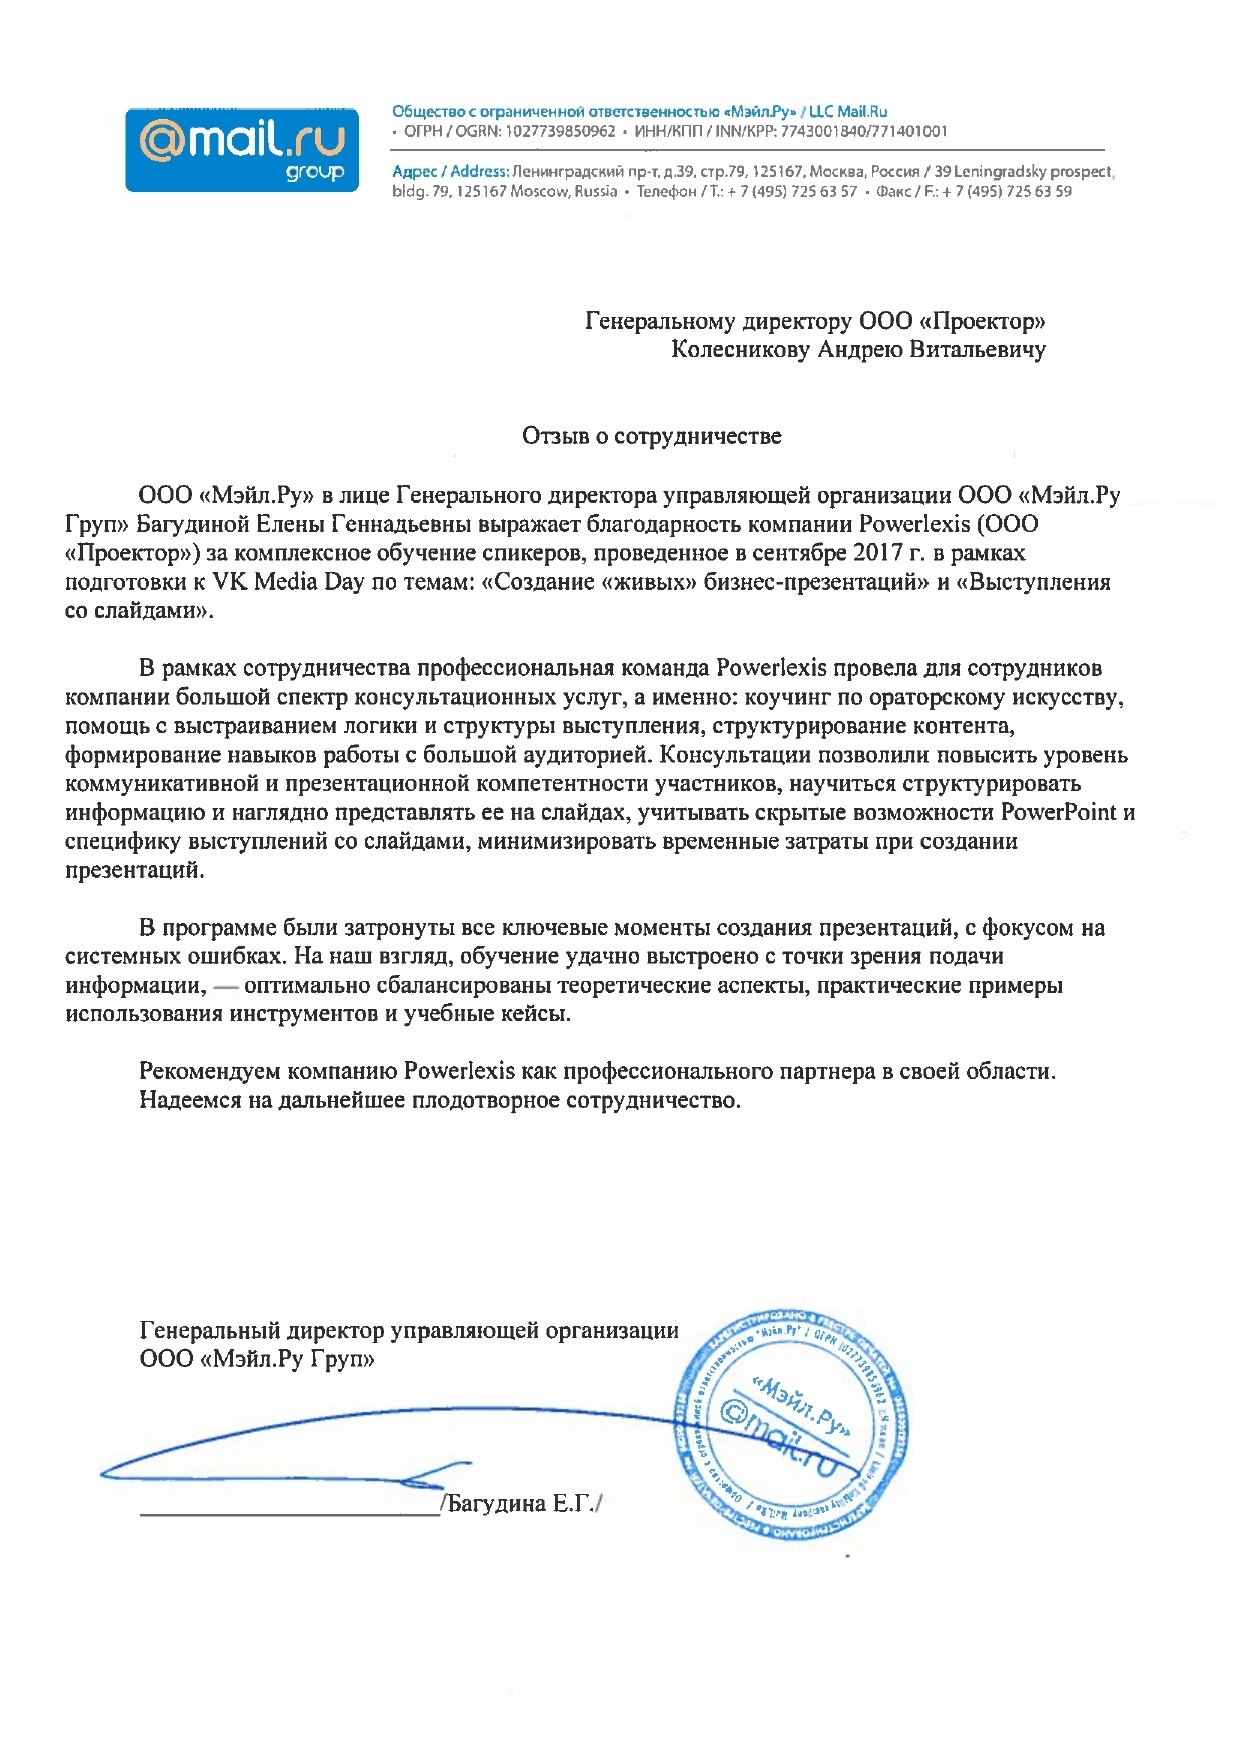 @mail.ru
group
Общество с ограниченной ответственностью «Мэйл.Ру» / LLC Mail.Ru
• ОГРН / OGRN: 1027739850962 • ИНН/КПП / INN/KPP: 7743001840/771401001
Адрес / Address: Ленинградский пр-т, д.39, стр.79, 125167, Москва, Россия / 39 Leningradsky prospect,
bldg. 79, 125167 Moscow, Russia • Телефон / T.: + 7 (495) 725 63 57 • Факс / F.: + 7 (495) 725 63 59
Генеральному директору ООО «Проектор»
Колесникову Андрею Витальевичу
Отзыв о сотрудничестве
ООО «Мэйл.Ру» в лице Генерального директора управляющей организации ООО «Мэйл.Ру
Груп» Багудиной Елены Геннадьевны выражает благодарность компании Powerlexis (ООО
«Проектор») за комплексное обучение спикеров, проведенное в сентябре 2017 г. в рамках
подготовки к VK Media Day по темам: «Создание «живых» бизнес-презентаций» и «Выступления
со слайдами».
В рамках сотрудничества профессиональная команда Powerlexis провела для сотрудников
компании большой спектр консультационных услуг, а именно: коучинг по ораторскому искусству,
помощь с выстраиванием логики и структуры выступления, структурирование контента,
формирование навыков работы с большой аудиторией. Консультации позволили повысить уровень
коммуникативной и презентационной компетентности участников, научиться структурировать
информацию и наглядно представлять ее на слайдах, учитывать скрытые возможности PowerPoint и
специфику выступлений со слайдами, минимизировать временные затраты при создании
презентаций.
В программе были затронуты все ключевые моменты создания презентаций, с фокусом на
системных ошибках. На наш взгляд, обучение удачно выстроено с точки зрения подачи
информации, — оптимально сбалансированы теоретические аспекты, практические примеры
использования инструментов и учебные кейсы.
Рекомендуем компанию Powerlexis как профессионального партнера в своей области.
Надеемся на дальнейшее плодотворное сотрудничество.
Генеральный директор управляющей организации
ООО «Мэйл.Ру Груп»
/Багудина Е.Г./
«Мэйл.Ру»
@mail.ru